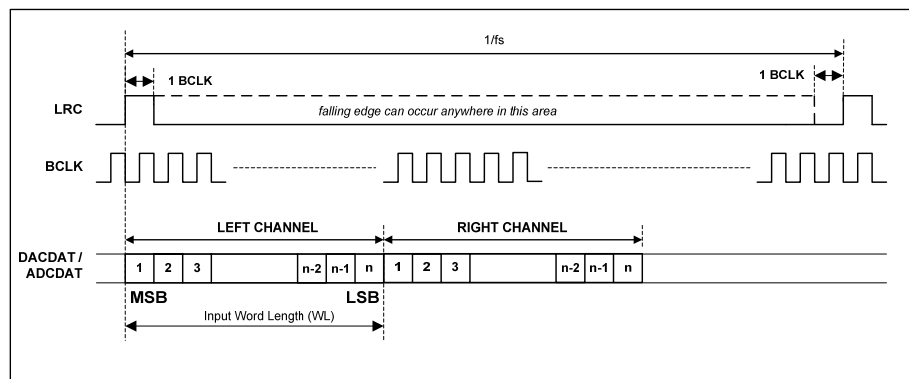 1/fs
1 BCLK
1 BCLK
LRC
falling edge can occur anywhere in this area
BCLK
LEFT CHANNEL
RIGHT CHANNEL
DACDAT /
ADCDAT
1 2 3 n-2 n-1 n 1 2 3 n-2 n-1 n
MSB
LSB
Input Word Length (WL)